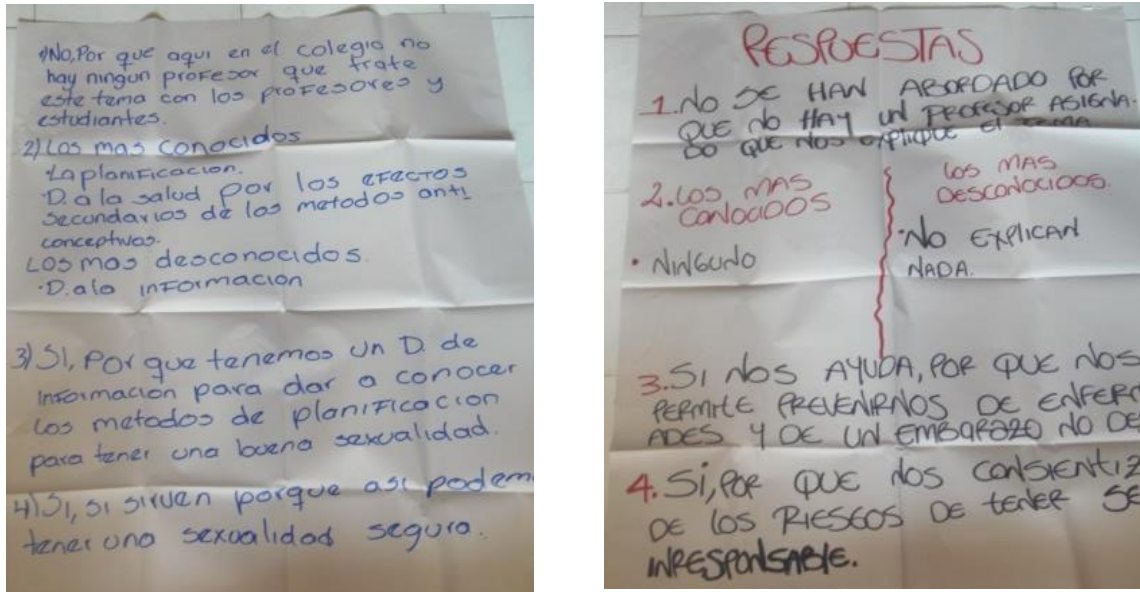 1) No, Por que aqui en el colegio no
hay ningun profesor que trate
este tema con los profesores y
estudiantes.
2) Los mas conocidos
·La planificacion.
·D. a la salud por los efectos
secundarios de los metodos anti
conceptivos.
Los mas desconocidos.
·D. a la informacion
3) SI, Por que tenemos un D. de
informacion para dar a conocer
los metodos de planificacion
para tener una buena sexualidad.
4) Si, si sirven porque asi podem
tener una sexualidad segura.
RESPUESTAS
1. No SE HAN ABORDADO POR
QUE NO HAY UN PROFESOR ASIGNA-
DO QUE NOS EXPLIQUE El TEMA
2. LOS MAS
CONOCIDOS
• NINGUNO
LOS MAS
DESCONOCIDOS.
·NO EXPLICAN
NADA.
3. SI NOS AYUDA, POR QUE NOS
PERMITE PREVENIRNOS DE ENFERM
ADES Y DE UN EMBARAZO NO DE
4. Si, POR QUE NOS CONSIENTIZ
DE LOS RIESGOS DE TENER SE
INRESPONSABLE.